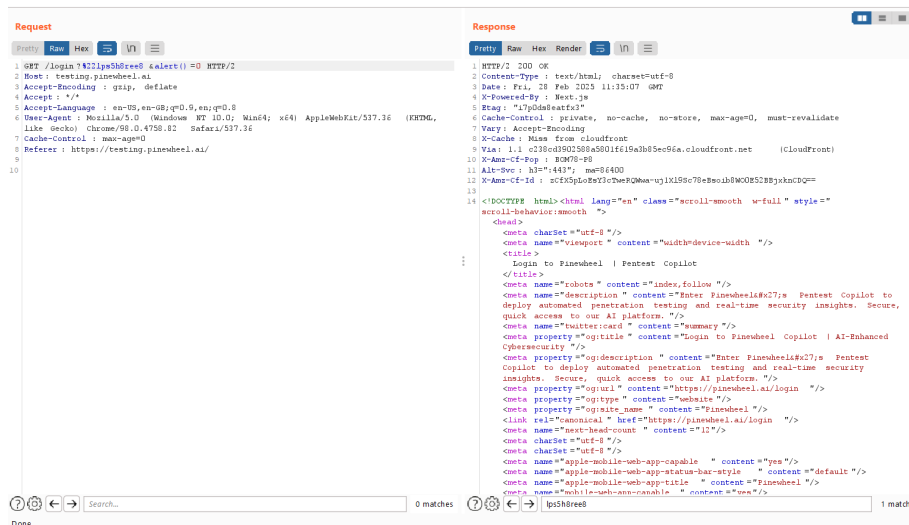 Request
Pretty Raw Hex \n
1 GET /login?%22lps5h8ree8 &alert()=0 HTTP/2
2 Host: testing.pinewheel.ai
3 Accept-Encoding : gzip, deflate
4 Accept: */*
5 Accept-Language : en-US,en-GB;q=0.9,en;q=0.8
6 User-Agent : Mozilla/5.0 (Windows NT 10.0; Win64; x64) AppleWebKit/537.36 (KHTML,
like Gecko) Chrome/98.0.4758.82 Safari/537.36
7 Cache-Control : max-age=0
8 Referer : https://testing.pinewheel.ai/
9
10
Search...
0 matches
Done
Response
Pretty Raw Hex Render \n
1 HTTP/2 200 OK
2 Content-Type : text/html; charset=utf-8
3 Date: Fri, 28 Feb 2025 11:35:07 GMT
4 X-Powered-By : Next.js
5 Etag: "i7p0ds8eatfx3"
6 Cache-Control : private, no-cache, no-store, max-age=0, must-revalidate
7 Vary: Accept-Encoding
8 X-Cache: Miss from cloudfront
9 Via: 1.1 c238cd3902588a5801f619a3b85ec96a.cloudfront.net (CloudFront)
10 X-Amz-Cf-Pop : BOM78-P8
11 Alt-Svc: h3=":443"; ma=86400
12 X-Amz-Cf-Id :
13
14 <!DOCTYPE html><html lang="en" class="scroll-smooth w-full" style="
scroll-behavior:smooth ">
<head>
<meta charSet="utf-8"/>
<meta name="viewport" content="width=device-width "/>
<title>
Login to Pinewheel | Pentest Copilot
</title>
<meta name="robots" content="index,follow"/>
<meta name="description" content="Enter Pinewheel&#x27;s Pentest Copilot to
deploy automated penetration testing and real-time security insights. Secure,
quick access to our AI platform."/>
<meta name="twitter:card" content="summary"/>
<meta property="og:title" content="Login to Pinewheel Copilot | AI-Enhanced
Cybersecurity"/>
<meta property="og:description" content="Enter Pinewheel&#x27;s Pentest
Copilot to deploy automated penetration testing and real-time security
insights. Secure, quick access to our AI platform. "/>
<meta property="og:url" content="https://pinewheel.ai/login "/>
<meta property="og:type" content="website"/>
<meta property="og:site_name" content="Pinewheel"/>
<link rel="canonical" href="https://pinewheel.ai/login "/>
<meta name="next-head-count" content="12"/>
<meta charSet="utf-8"/>
<meta name="apple-mobile-web-app-capable " content="yes"/>
<meta name="apple-mobile-web-app-status-bar-style " content="default"/>
<meta name="apple-mobile-web-app-title " content="Pinewheel"/>
<meta name="mobile-web-app-capable " content="yes"/>
lps5h8ree8
1 match